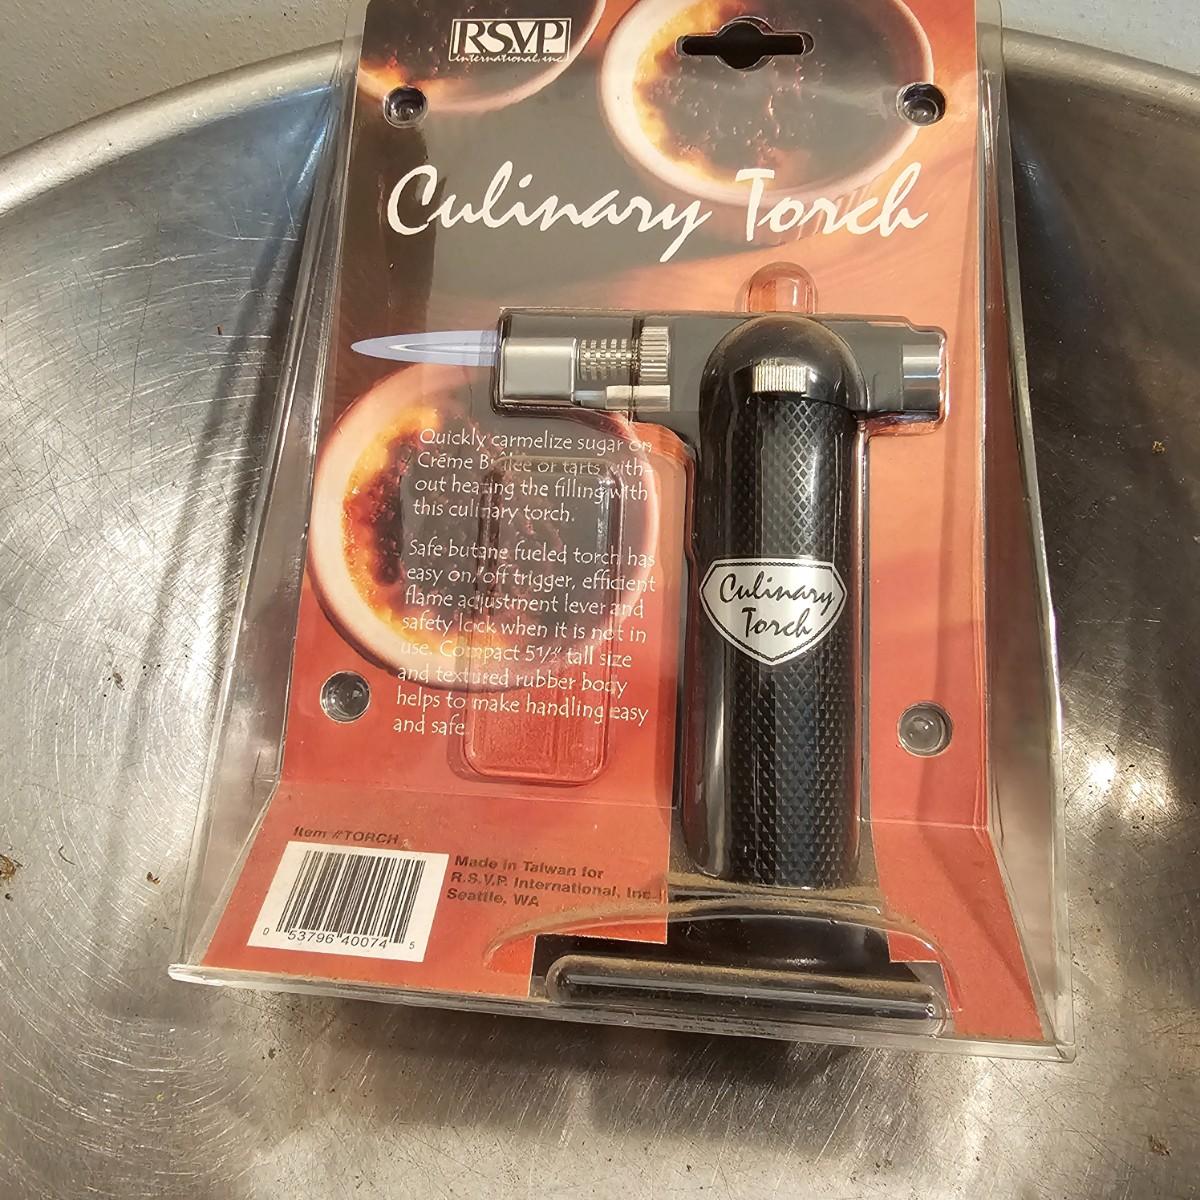 R.S.V.P.
International, inc.
Culinary Torch
OFF
Quickly carmelize sugar on
Créme Brûlée or tarts with-
out heating the filling with
this culinary torch.
Safe butane fueled torch has
easy on/off trigger, efficient
flame adjustment lever and
safety lock when it is not in
use. Compact 5½" tall size
and textured rubber body
helps to make handling easy
and safe.
Culinary
Torch
Item #TORCH
Made in Taiwan for
R.S.V.P. International, Inc.
Seattle, WA
0 53796 40074 5